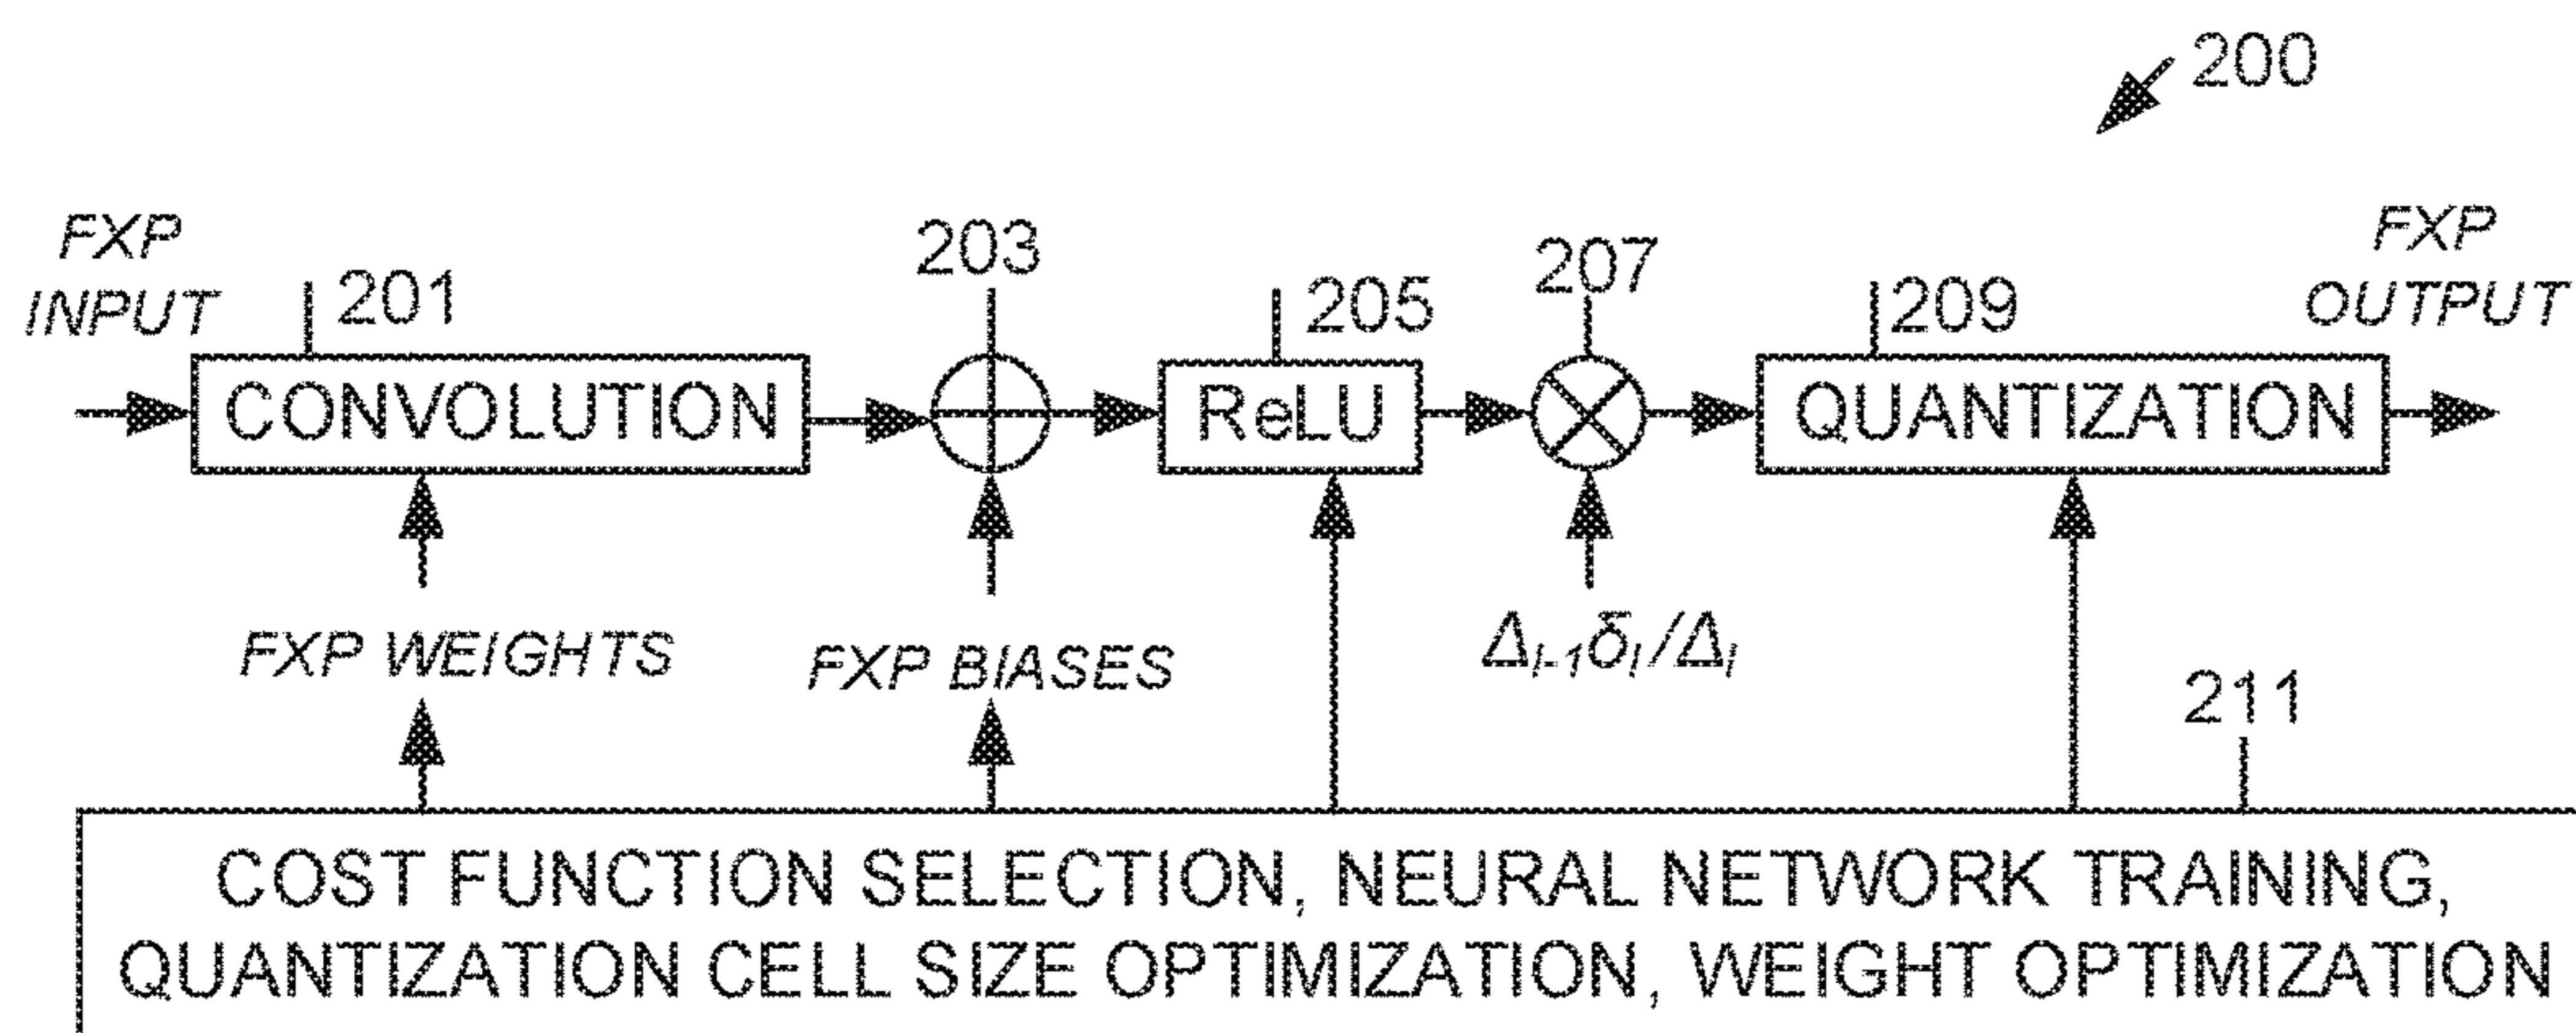 200
FXP
INPUT
201
203
205
207
209
FXP
OUTPUT
CONVOLUTION
ReLU
QUANTIZATION
FXP WEIGHTS
FXP BIASES
Δl-1δl/Δl
211
COST FUNCTION SELECTION, NEURAL NETWORK TRAINING,
QUANTIZATION CELL SIZE OPTIMIZATION, WEIGHT OPTIMIZATION